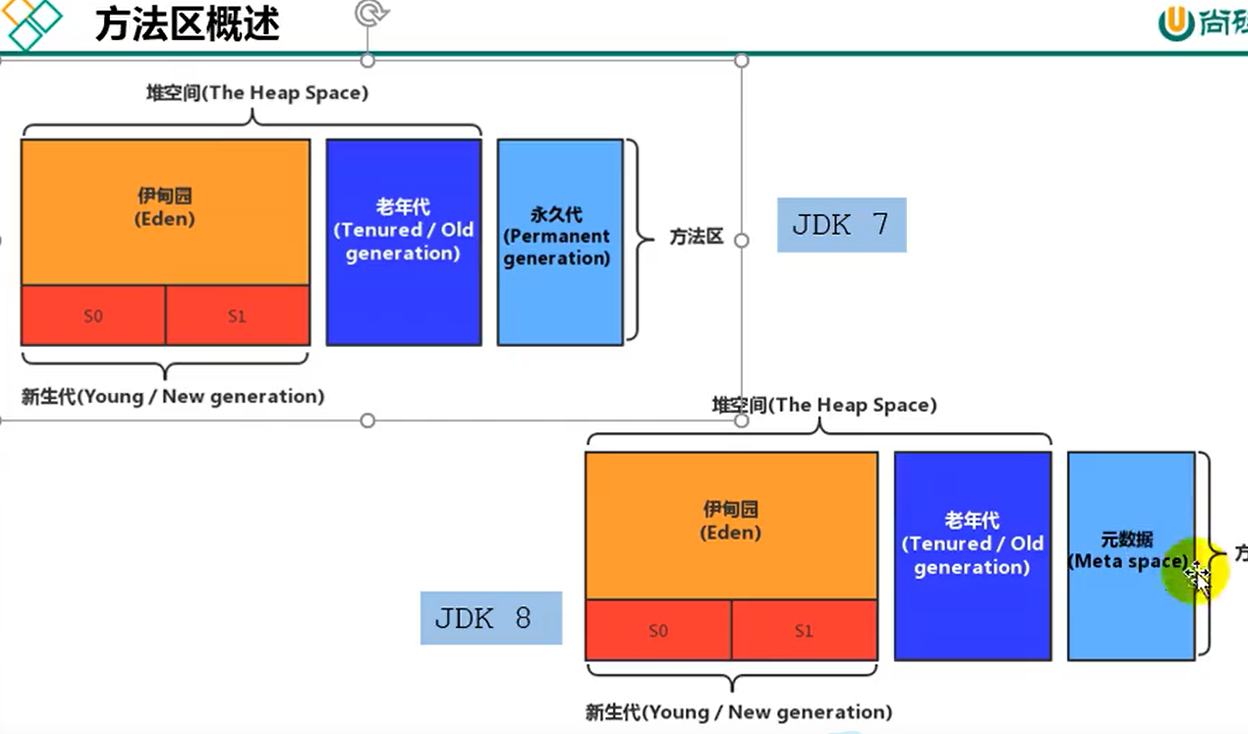 方法区概述
尚
堆空间(The Heap Space)
伊甸园
(Eden)
S0
S1
老年代
(Tenured / Old
generation)
永久代
(Permanent
generation)
方法区
新生代(Young / New generation)
JDK 7
堆空间(The Heap Space)
伊甸园
(Eden)
S0
S1
老年代
(Tenured / Old
generation)
元数据
(Meta space)
JDK 8
新生代(Young / New generation)